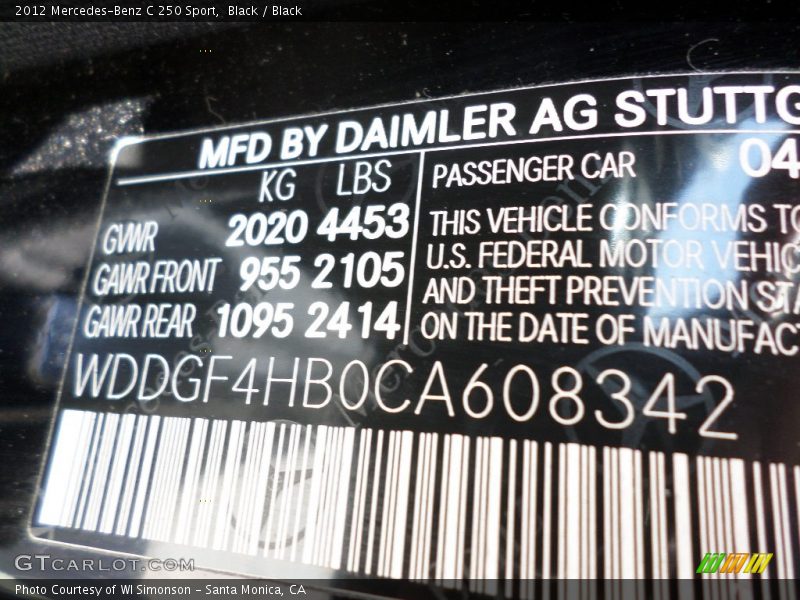 2012 Mercedes-Benz C 250 Sport,  Black / Black
MFD BY DAIMLER AG STUTTG
KG LBS
PASSENGER CAR 04
GVWR 2020 4453
GAWR FRONT 955 2105
GAWR REAR 1095 2414
THIS VEHICLE CONFORMS TO
U.S. FEDERAL MOTOR VEHIC
AND THEFT PREVENTION STA
ON THE DATE OF MANUFACT
WDDGF4HB0CA608342
GTCARLOT.COM
Photo Courtesy of WI Simonson - Santa Monica, CA